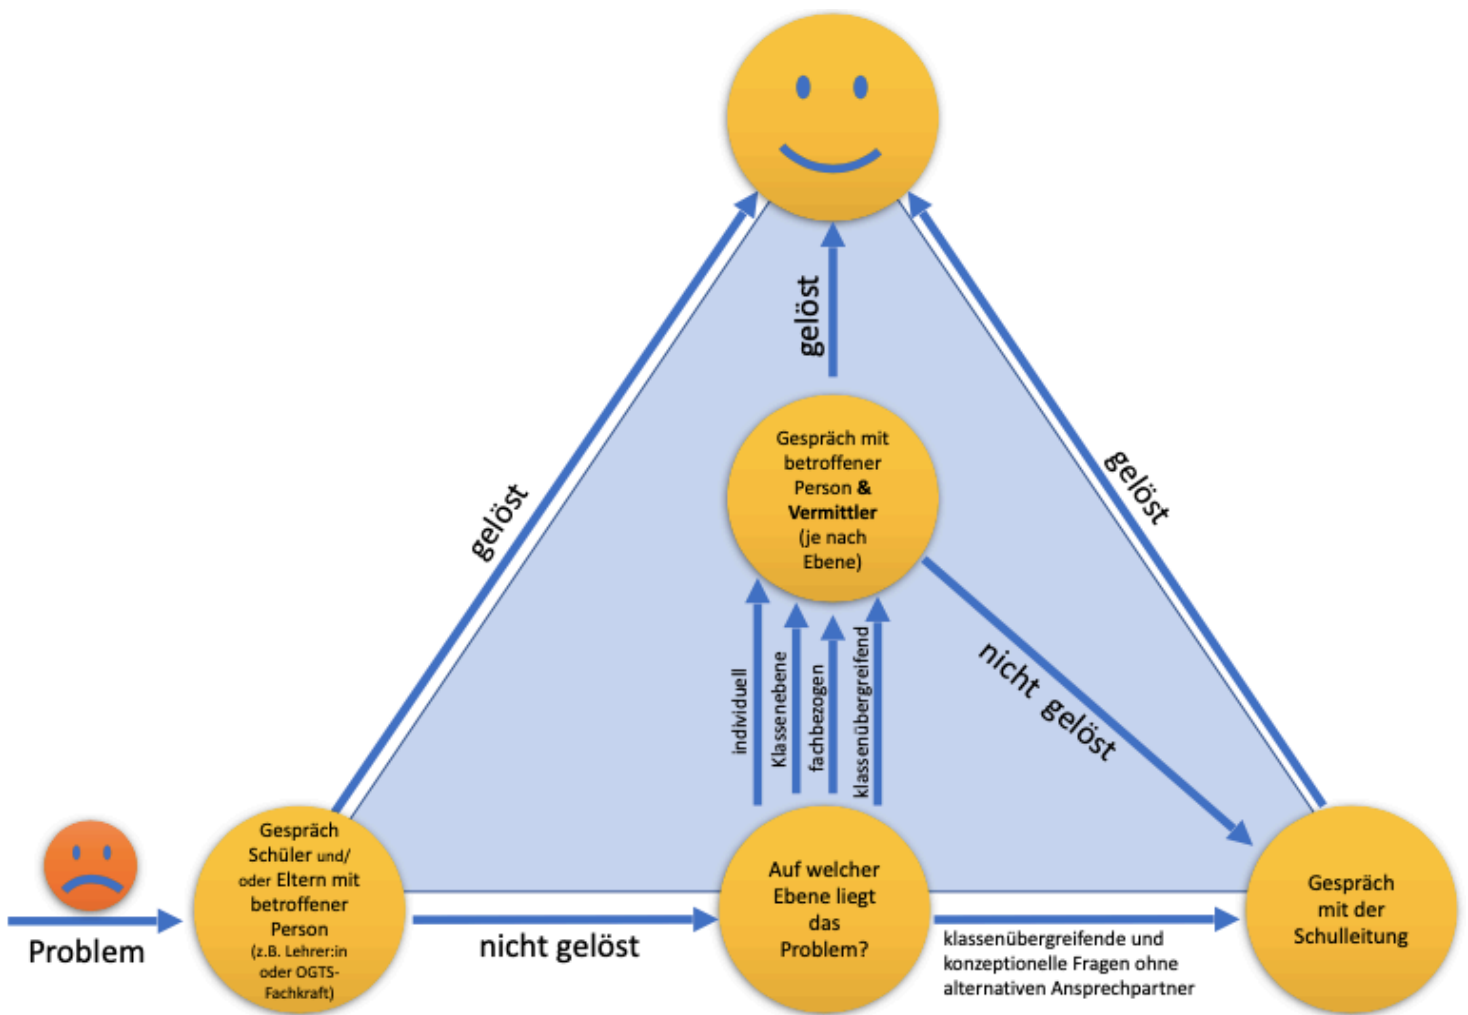 gelöst
gelöst
gelöst
Gespräch mit
betroffener
Person &
Vermittler
(je nach
Ebene)
individuell
Klassenebene
fachbezogen
klassenübergreifend
nicht gelöst
Problem
Gespräch
Schüler und/
oder Eltern mit
betroffener
Person
(z.B. Lehrer:in
oder OGTS-
Fachkraft)
nicht gelöst
Auf welcher
Ebene liegt
das
Problem?
klassenübergreifende und
konzeptionelle Fragen ohne
alternativen Ansprechpartner
Gespräch
mit der
Schulleitung